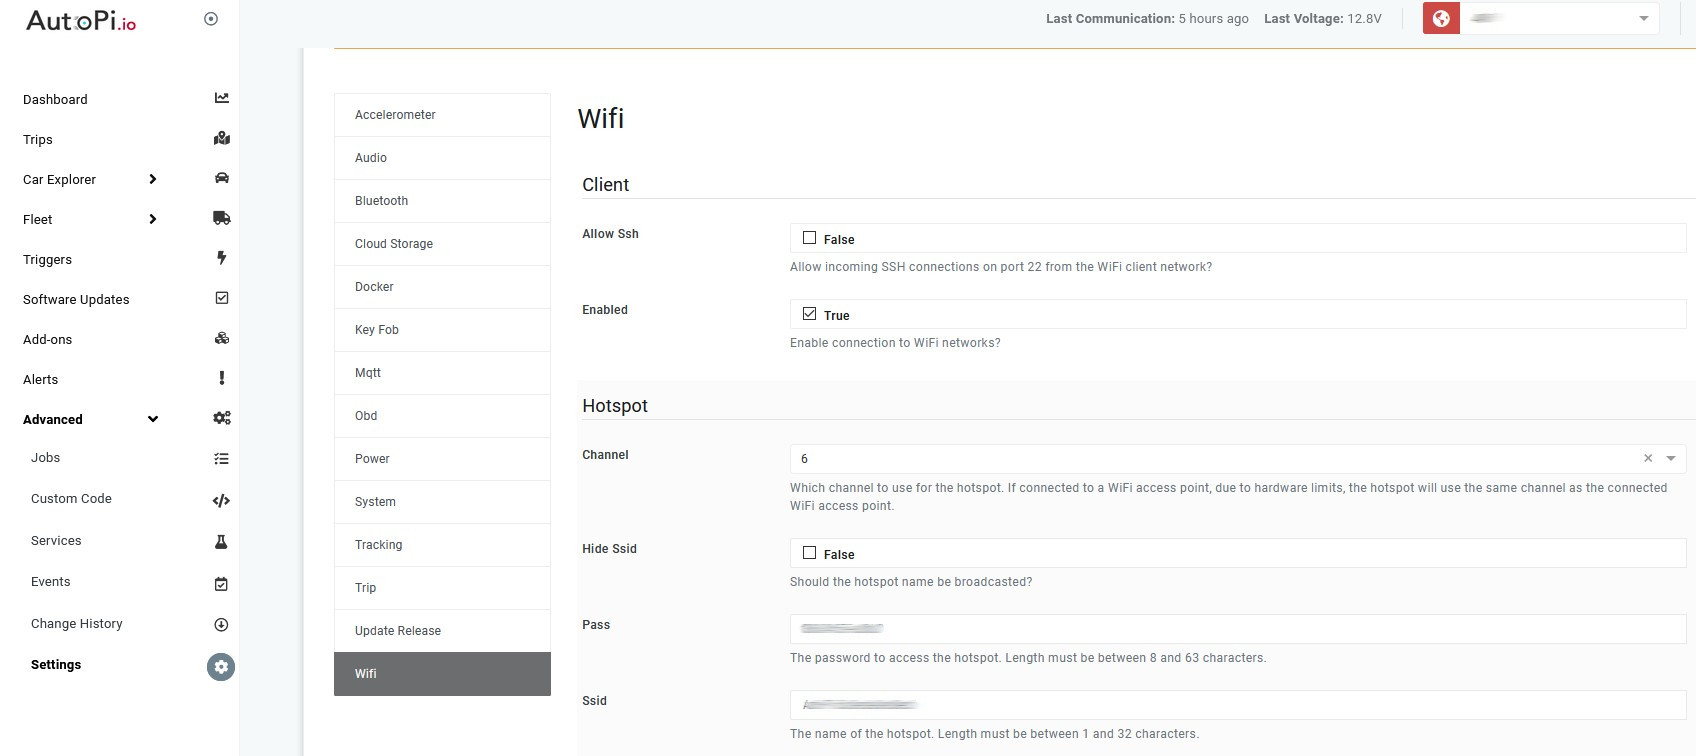 AutoPi.io
Last Communication: 5 hours ago Last Voltage: 12.8V
Dashboard
Trips
Car Explorer
Fleet
Triggers
Software Updates
Add-ons
Alerts
Advanced
Jobs
Custom Code
Services
Events
Change History
Settings
Accelerometer
Audio
Bluetooth
Cloud Storage
Docker
Key Fob
Mqtt
Obd
Power
System
Tracking
Trip
Update Release
Wifi
Wifi
Client
Allow Ssh
False
Allow incoming SSH connections on port 22 from the WiFi client network?
Enabled
True
Enable connection to WiFi networks?
Hotspot
Channel
6
Which channel to use for the hotspot. If connected to a WiFi access point, due to hardware limits, the hotspot will use the same channel as the connected
WiFi access point.
Hide Ssid
False
Should the hotspot name be broadcasted?
Pass
The password to access the hotspot. Length must be between 8 and 63 characters.
Ssid
The name of the hotspot. Length must be between 1 and 32 characters.